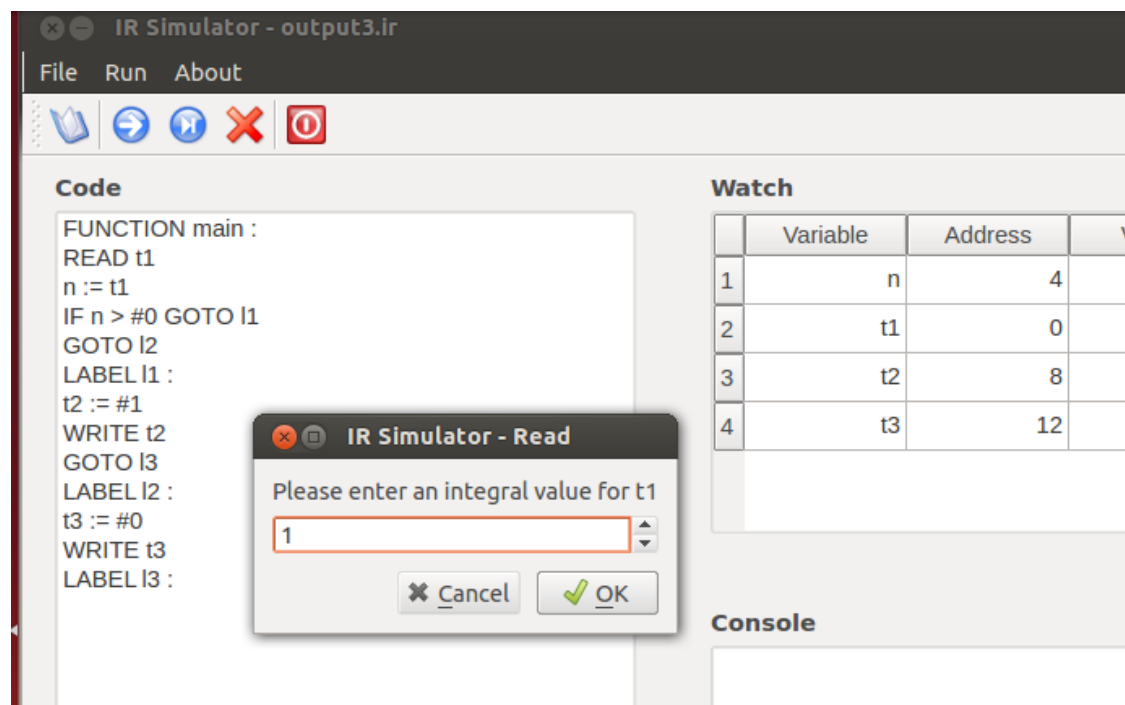 IR Simulator - output3.ir
File Run About
Code
FUNCTION main :
READ t1
n := t1
IF n > #0 GOTO l1
GOTO l2
LABEL l1 :
t2 := #1
WRITE t2
GOTO l3
LABEL l2 :
t3 := #0
WRITE t3
LABEL l3 :
IR Simulator - Read
Please enter an integral value for t1
1
Cancel OK
Watch
Variable Address
1 n 4
2 t1 0
3 t2 8
4 t3 12
Console